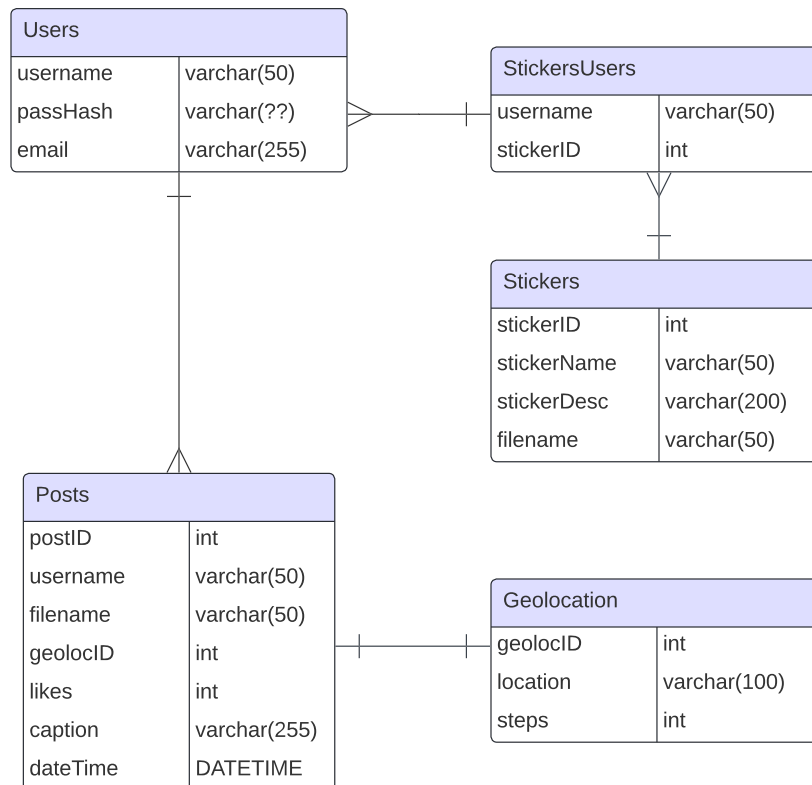 Users
username varchar(50)
passHash varchar(??)
email varchar(255)
StickersUsers
username varchar(50)
stickerID int
Stickers
stickerID int
stickerName varchar(50)
stickerDesc varchar(200)
filename varchar(50)
Posts
postID int
username varchar(50)
filename varchar(50)
geolocID int
likes int
caption varchar(255)
dateTime DATETIME
Geolocation
geolocID int
location varchar(100)
steps int